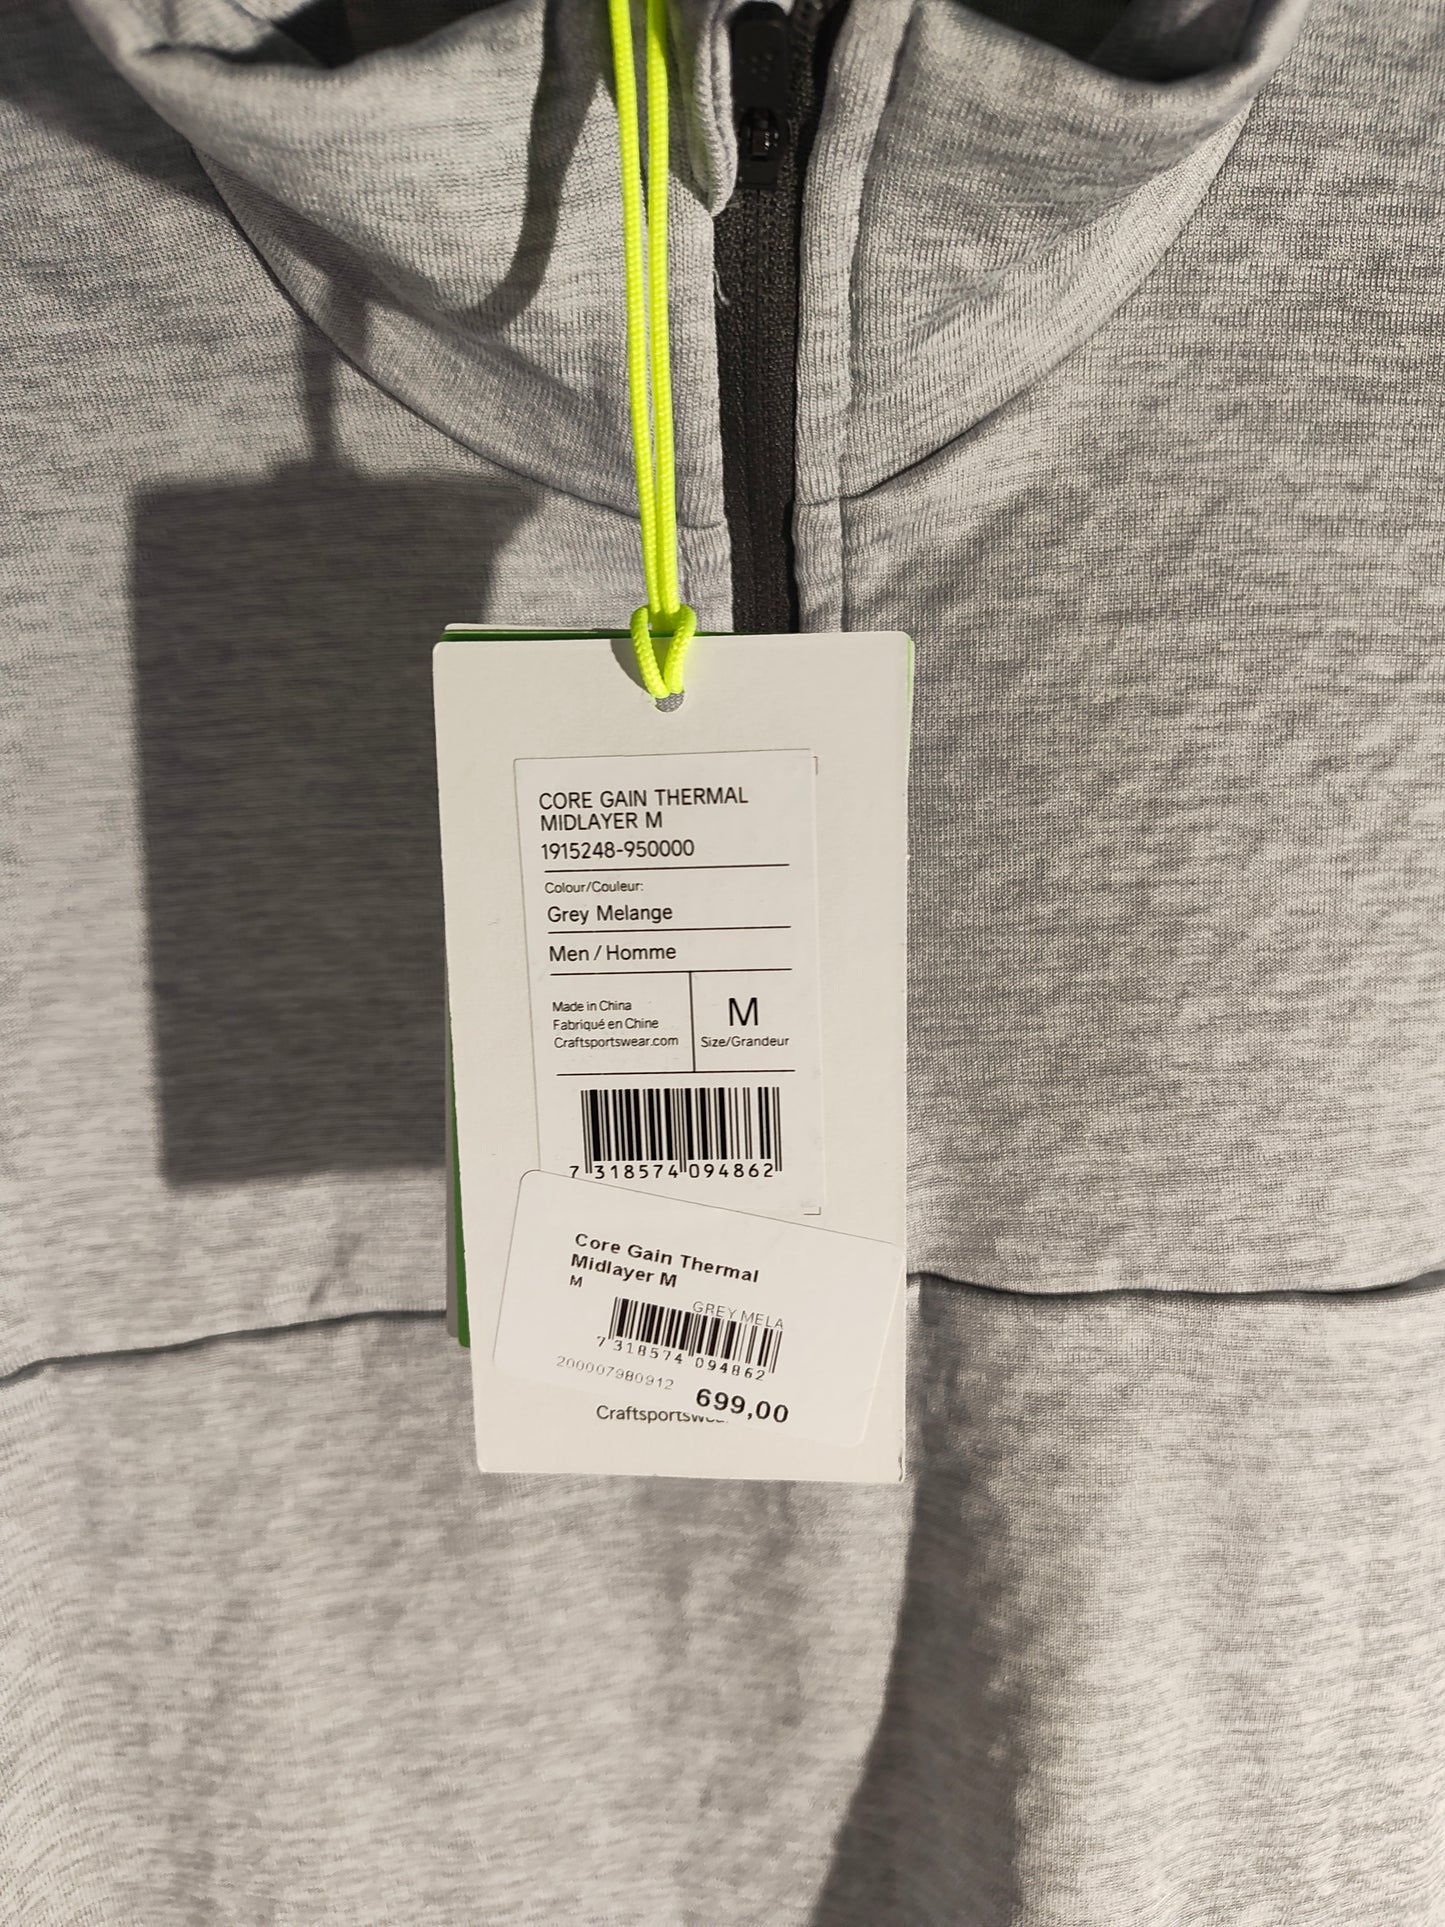 CORE GAIN THERMAL
MIDLAYER M
1915248-950000
Colour/Couleur:
Grey Melange
Men / Homme
Made in China
Fabriqué en Chine
Craftsportswear.com
M
Size/Grandeur
7 318574 094862
Core Gain Thermal
Midlayer M
M
GREY MELA
7 318574 094862
200007980912
699,00